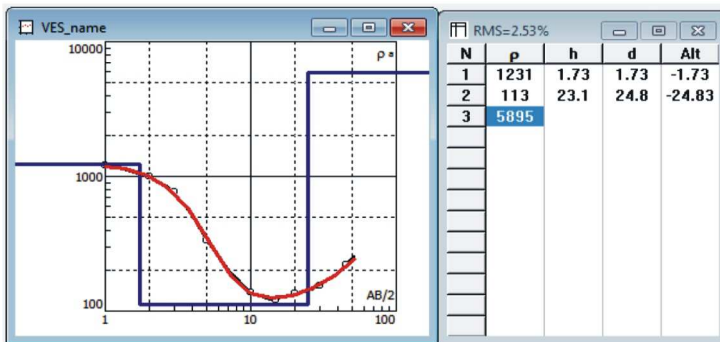 VES_name
10000
ρ a
1000
100
AB/2
1
10
100
RMS=2.53%
N ρ h d Alt
1 1231 1.73 1.73 -1.73
2 113 23.1 24.8 -24.83
3 5895